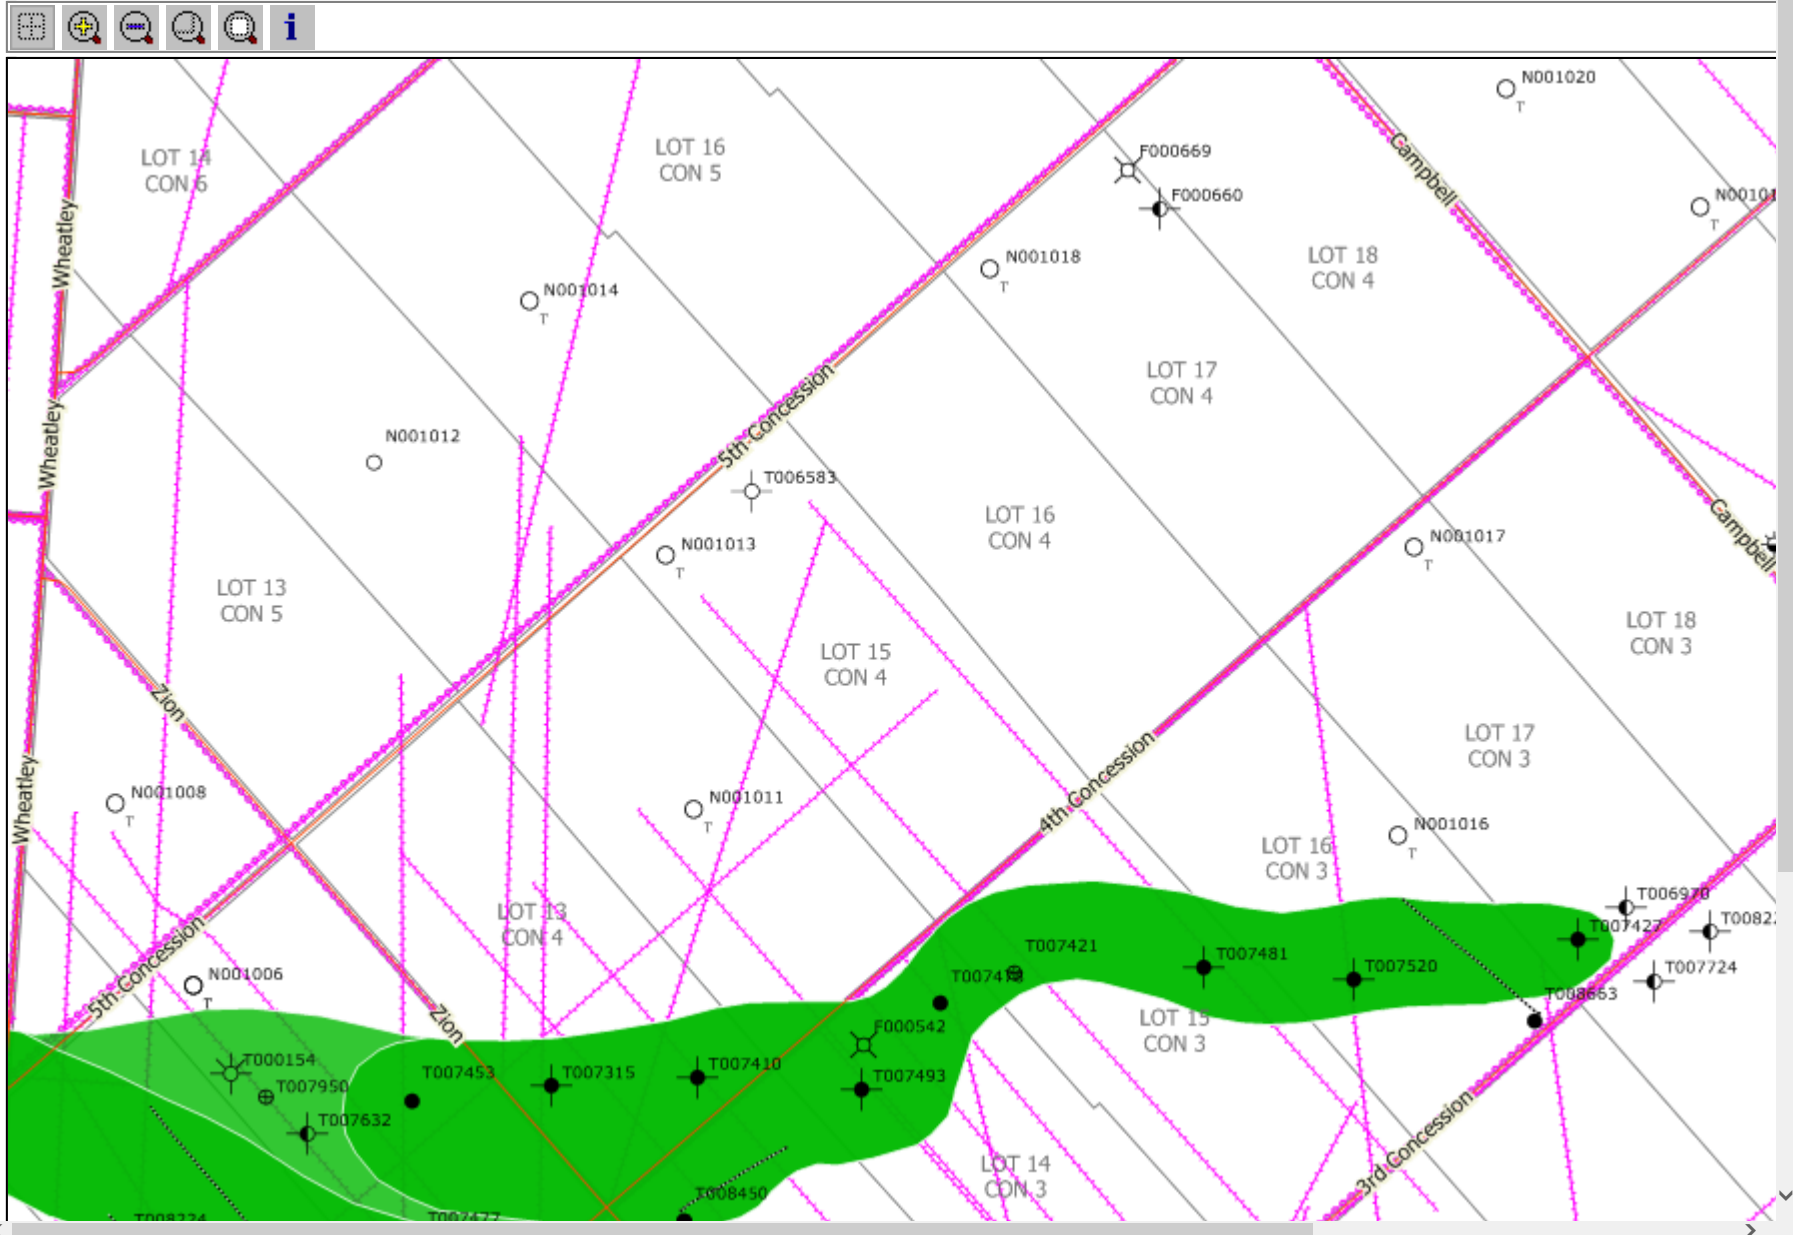 i
N001020
LOT 16
CON 5
F000669
LOT 14
CON 6
Campbell
F000660
Wheatley
N001018
LOT 18
CON 4
N001014
LOT 17
CON 4
5th Concession
Wheatley
N001012
T006583
LOT 16
CON 4
N001017
Campbell
N001013
LOT 13
CON 5
LOT 18
CON 3
LOT 15
CON 4
Zion
LOT 17
CON 3
4th Concession
Wheatley
N001008
N001011
N001016
LOT 16
CON 3
T006970
LOT 13
CON 4
T007427
T007421
T007481
5th Concession
N001006
T007520
T007724
T008663
Zion
F000542
LOT 15
CON 3
T000154
T007453
T007315
T007410
T007493
T007950
T007632
3rd Concession
LOT 14
CON 3
T008450
T
T
T
T
T
T
T
T
T